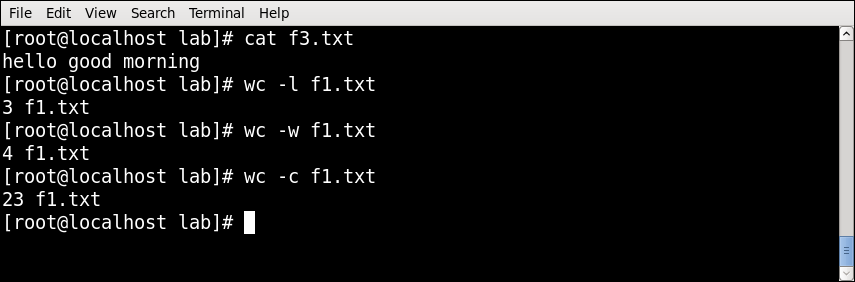 File Edit View Search Terminal Help
[root@localhost lab]# cat f3.txt
hello good morning
[root@localhost lab]# wc -l f1.txt
3 f1.txt
[root@localhost lab]# wc -w f1.txt
4 f1.txt
[root@localhost lab]# wc -c f1.txt
23 f1.txt
[root@localhost lab]#